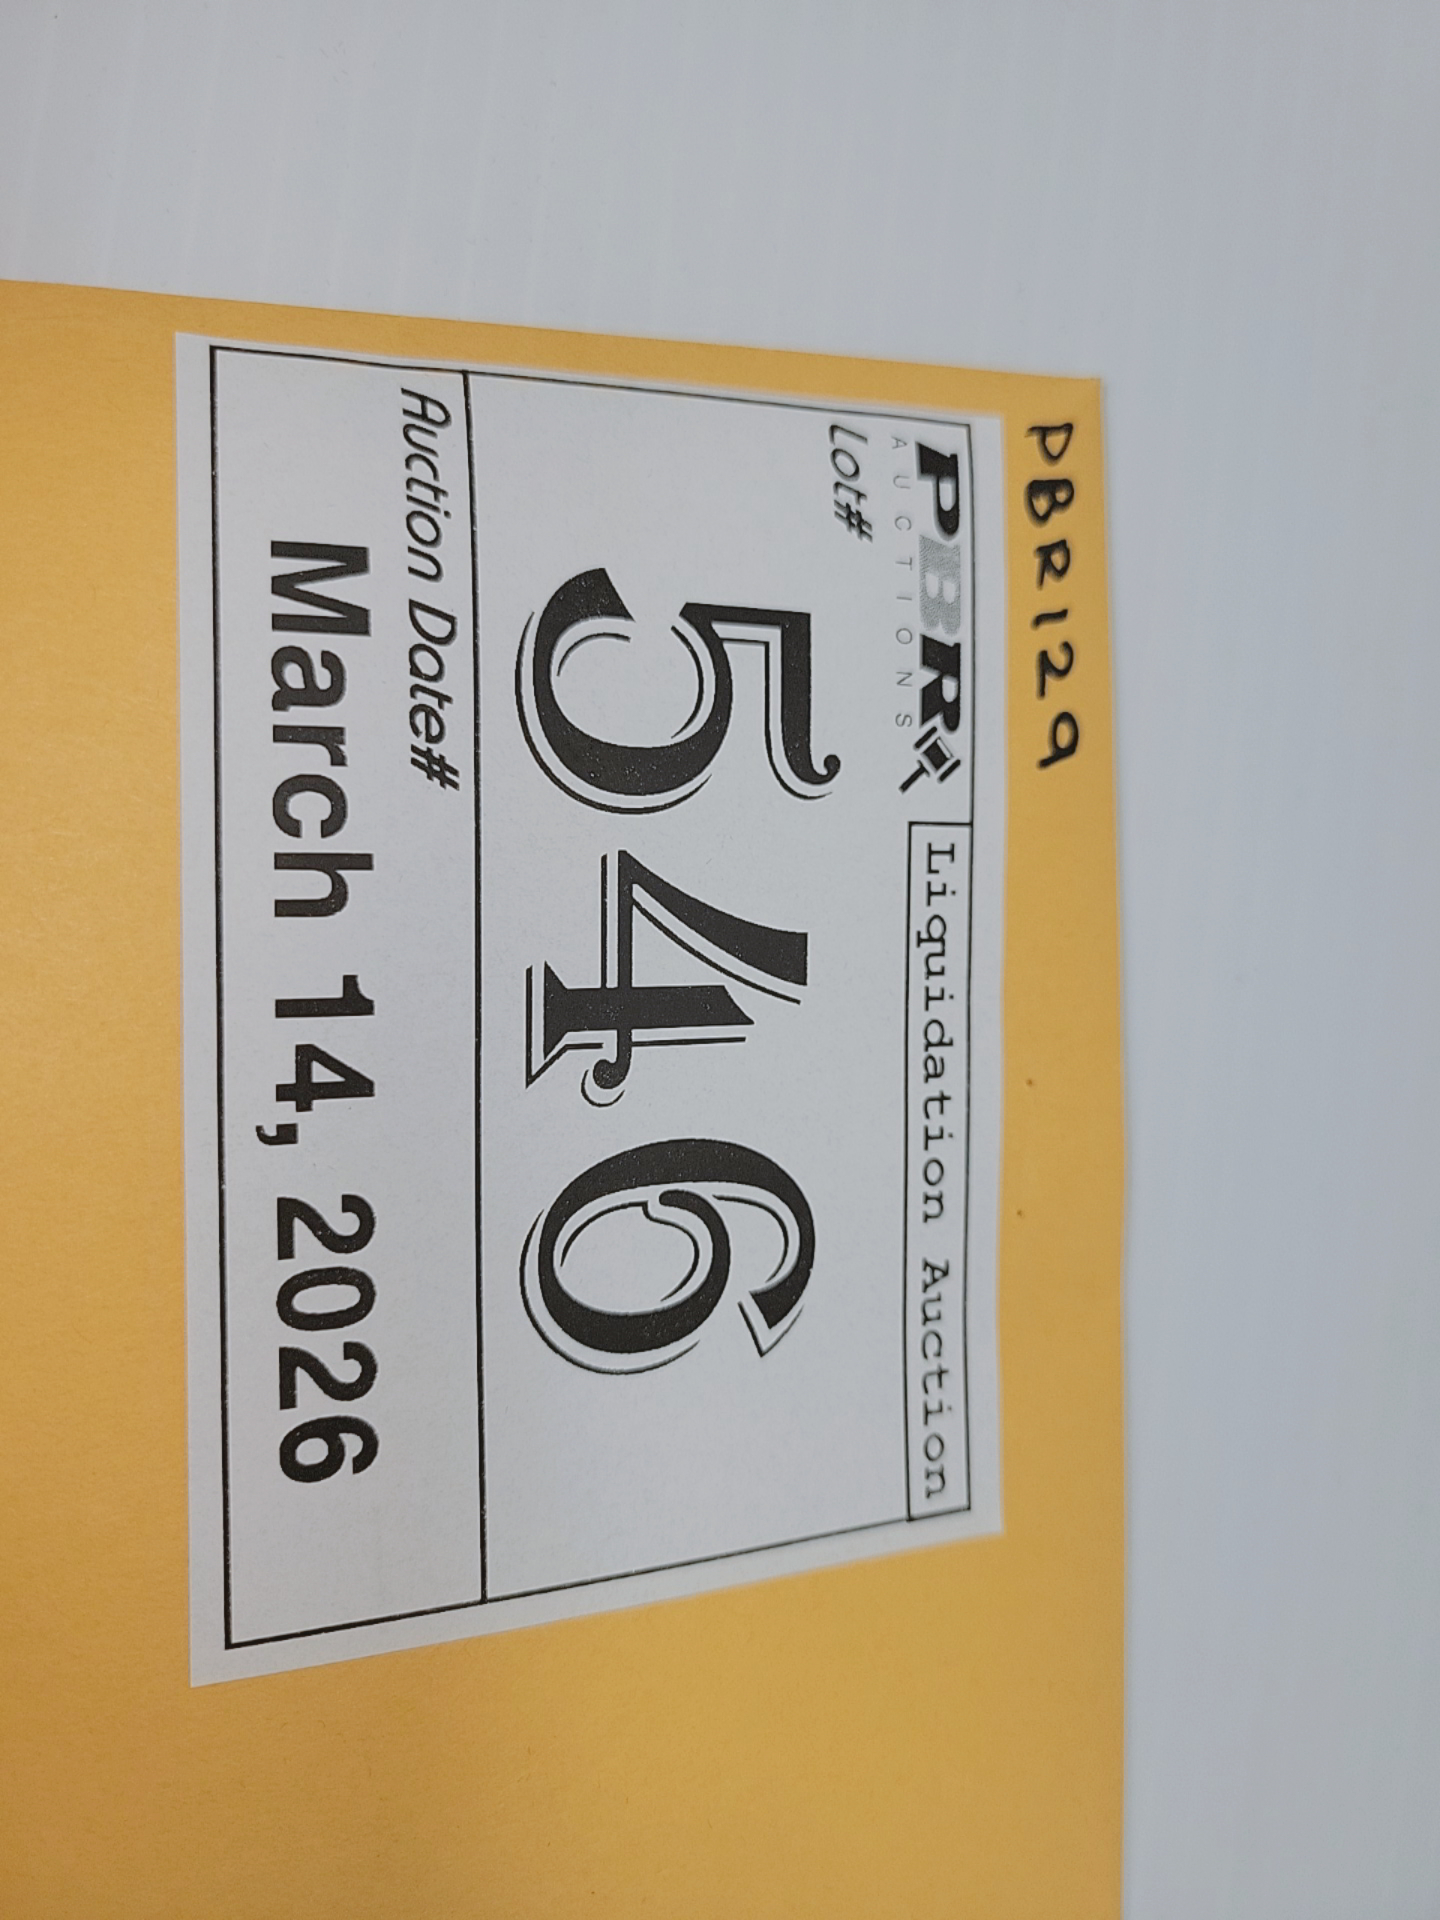 PBR129
PBR
AUCTIONS
Liquidation Auction
Lot#
546
Auction Date#
March 14, 2026